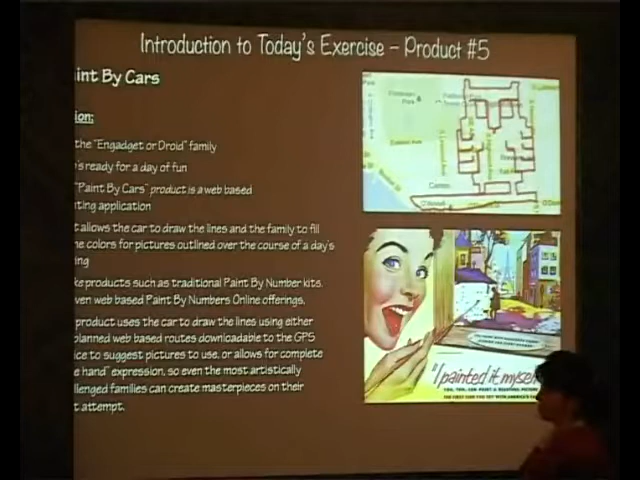 Introduction to Today's Exercise – Product #5
int By Cars
ion:
the "Engadget or Droid" family
's ready for a day of fun
"Paint By Cars" product is a web based
ting application
t allows the car to draw the lines and the family to fill
e colors for pictures outlined over the course of a day's
ing
ke products such as traditional Paint By Number kits,
ven web based Paint By Numbers Online offerings,
product uses the car to draw the lines using either
planned web based routes downloadable to the GPS
ice to suggest pictures to use, or allows for complete
e hand" expression, so even the most artistically
llenged families can create masterpieces on their
t attempt.
Park
"I painted it myself